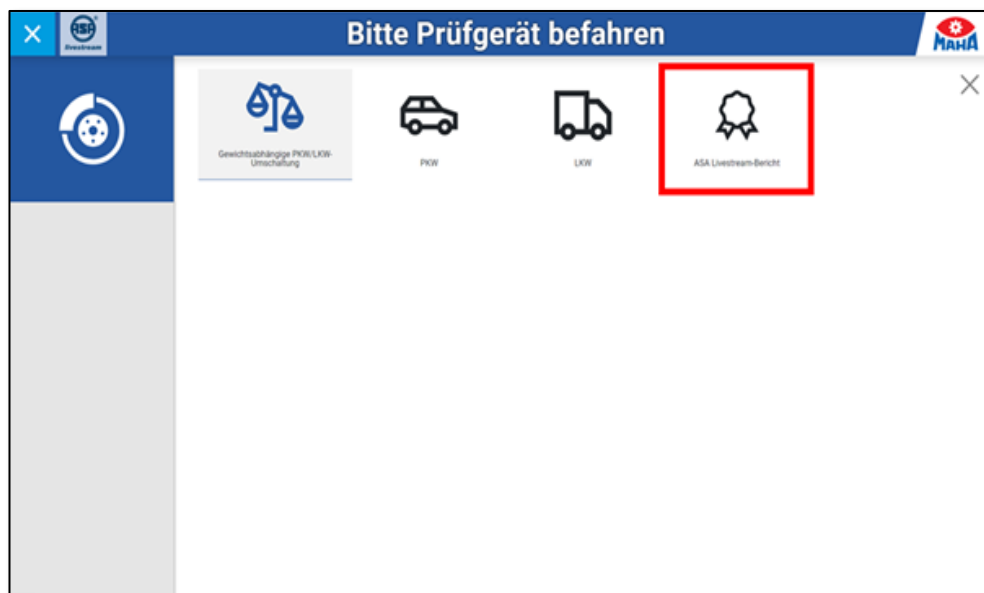 ASA
livestream
Bitte Prüfgerät befahren
MAHA
Gewichtsabhängige PKW/LKW-
Umschaltung
PKW
LKW
ASA Livestream-Bericht